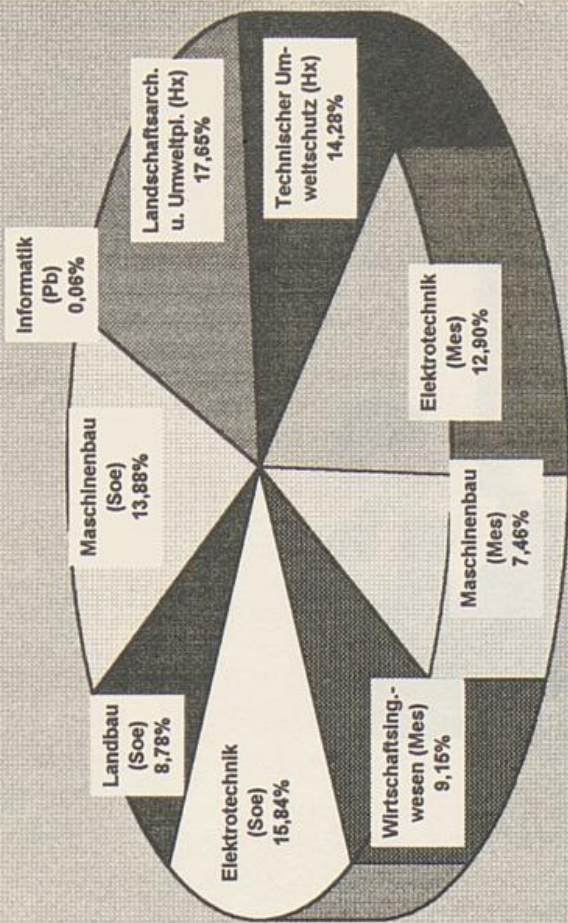 Informatik
(Pb)
0,06%
Landschaftsarch.
u. Umweltpl. (Hx)
17,65%
Technischer Um-
weltschutz (Hx)
14,28%
Elektrotechnik
(Mes)
12,90%
Maschinenbau
(Mes)
7,46%
Wirtschaftsing.-
wesen (Mes)
9,15%
Elektrotechnik
(Soe)
15,84%
Landbau
(Soe)
8,78%
Maschinenbau
(Soe)
13,88%